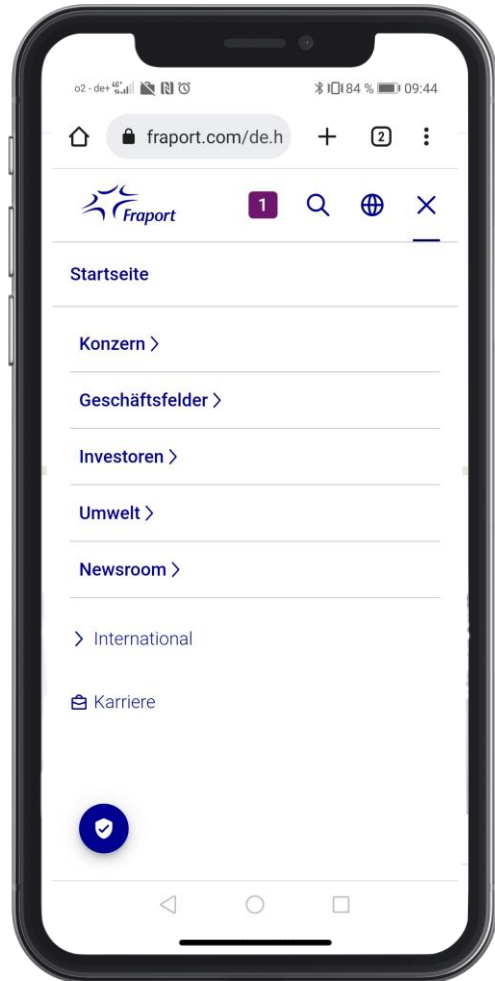 o2 - de+ 84 % 09:44
fraport.com/de.h 2
Fraport 1
Startseite
Konzern
Geschäftsfelder
Investoren
Umwelt
Newsroom
International
Karriere